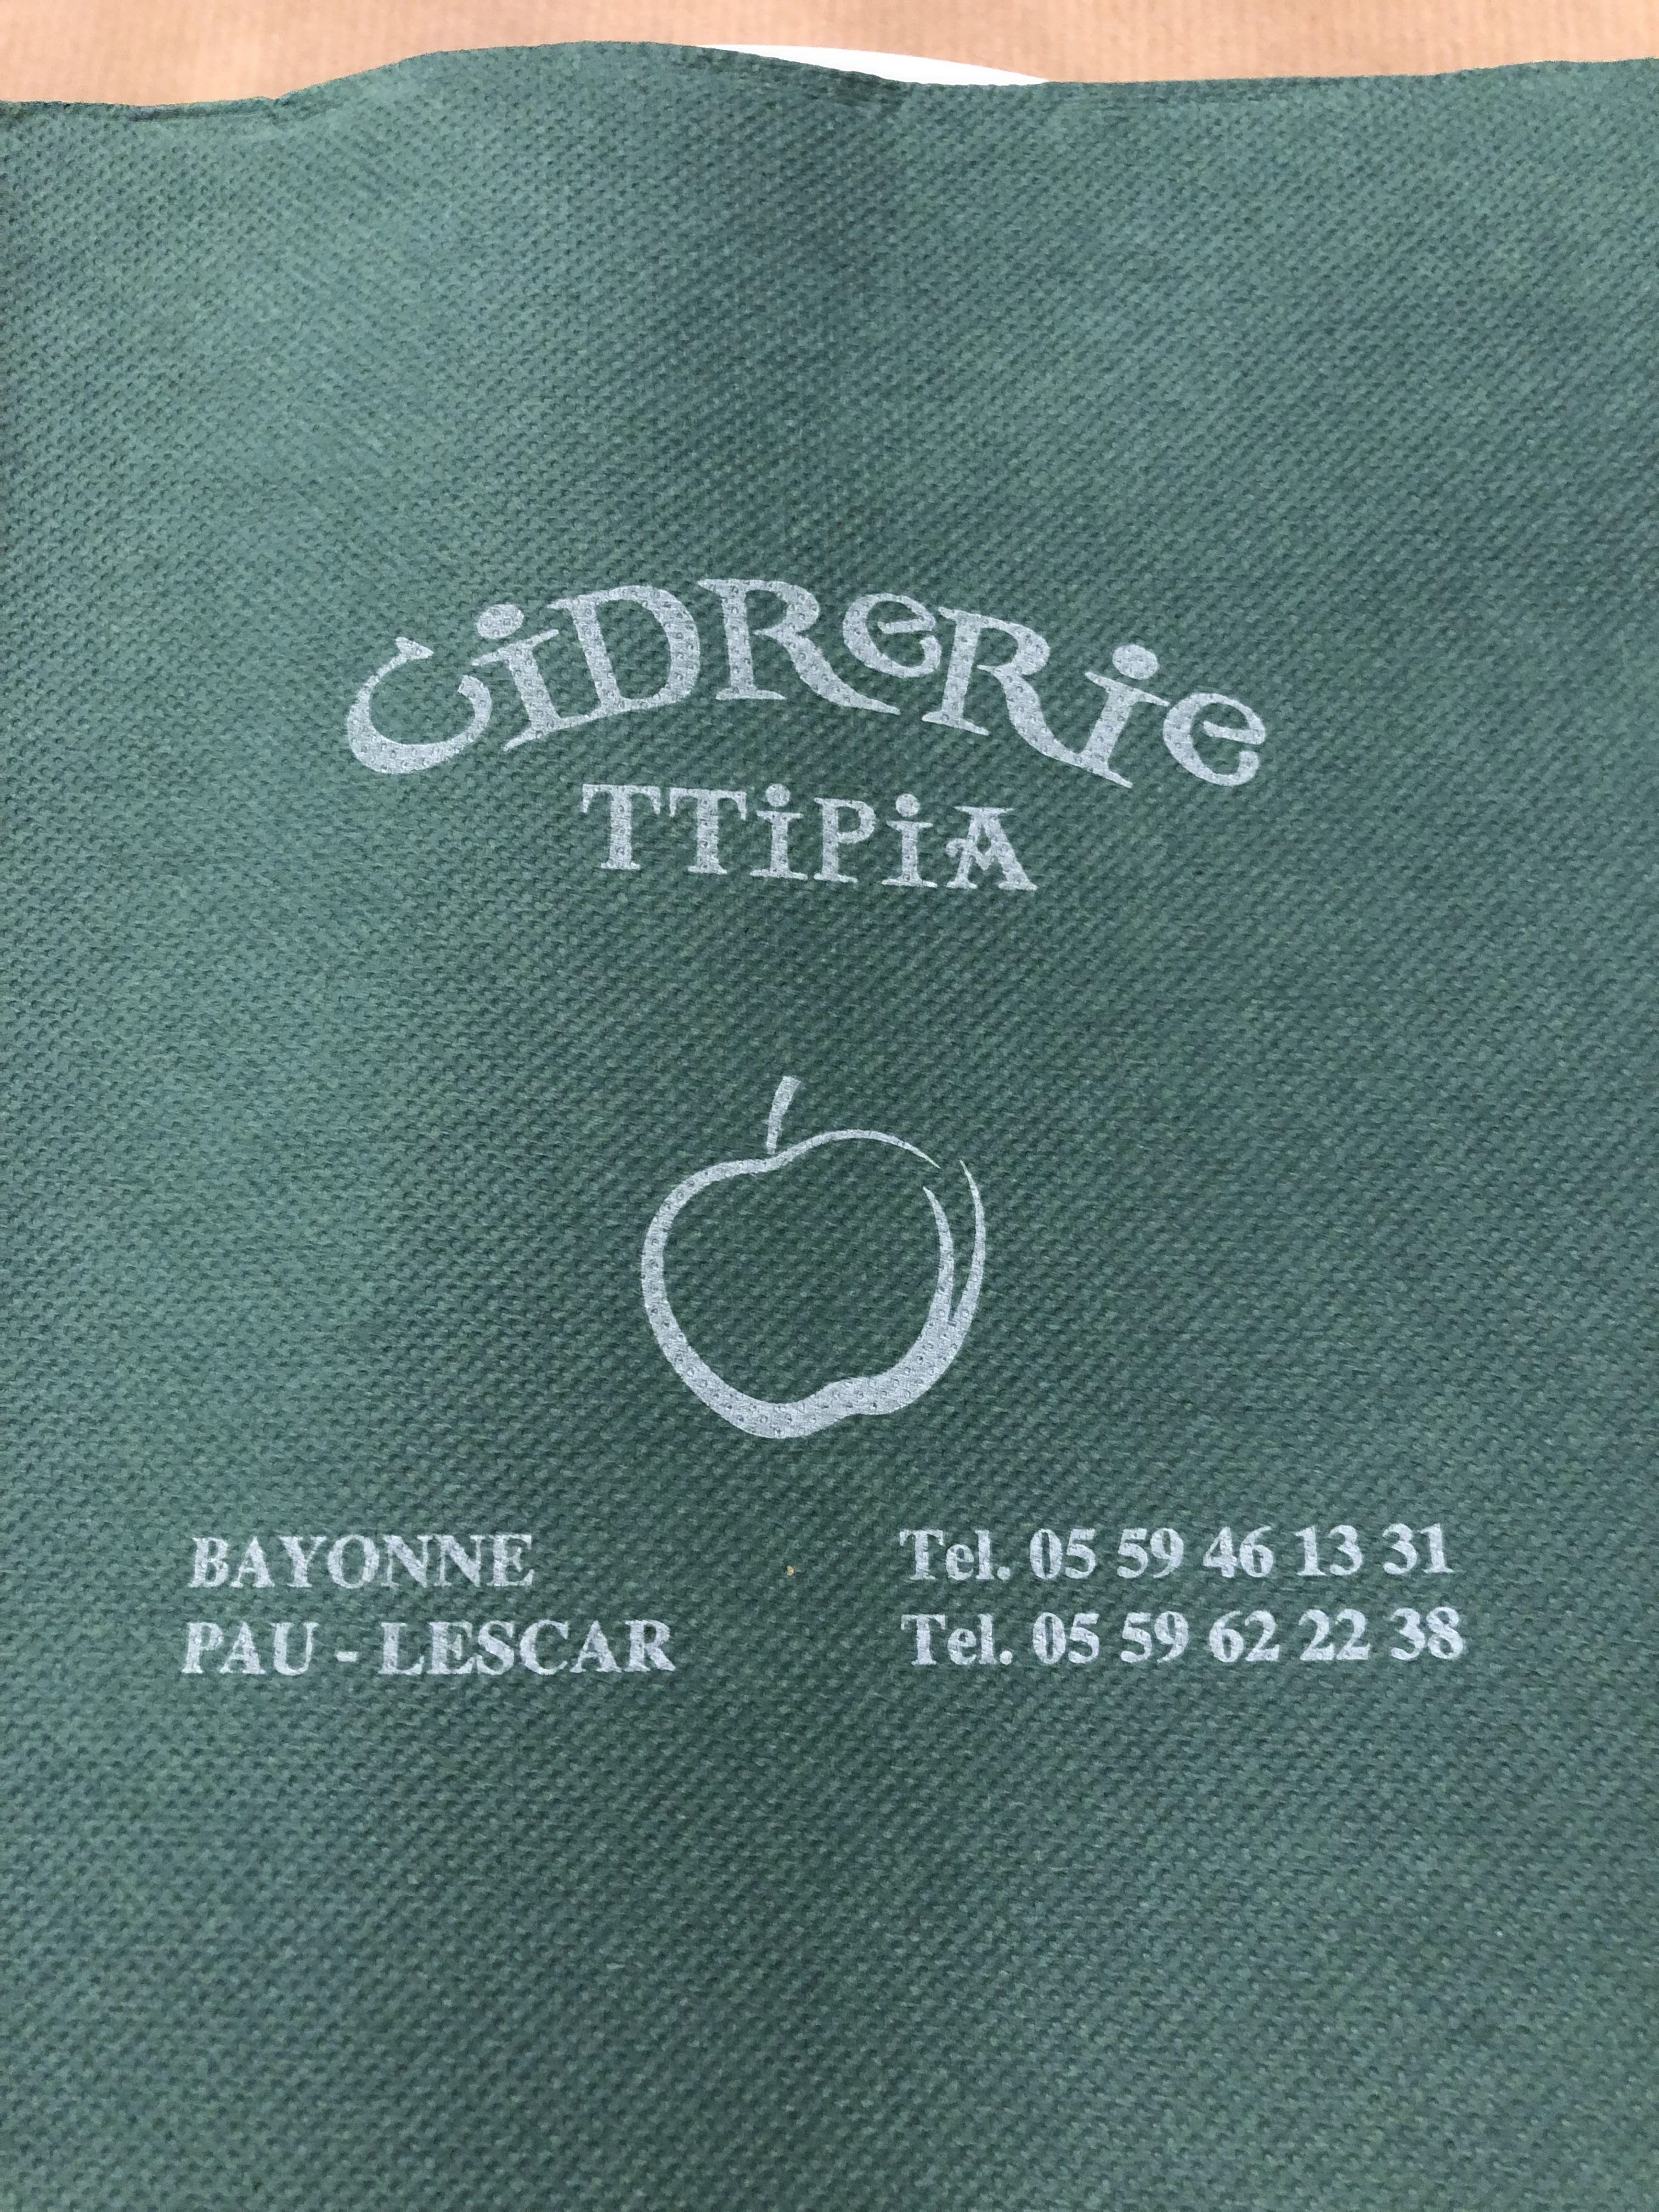 CiDReRie
TTiPiA
BAYONNE Tel. 05 59 46 13 31
PAU - LESCAR Tel. 05 59 62 22 38